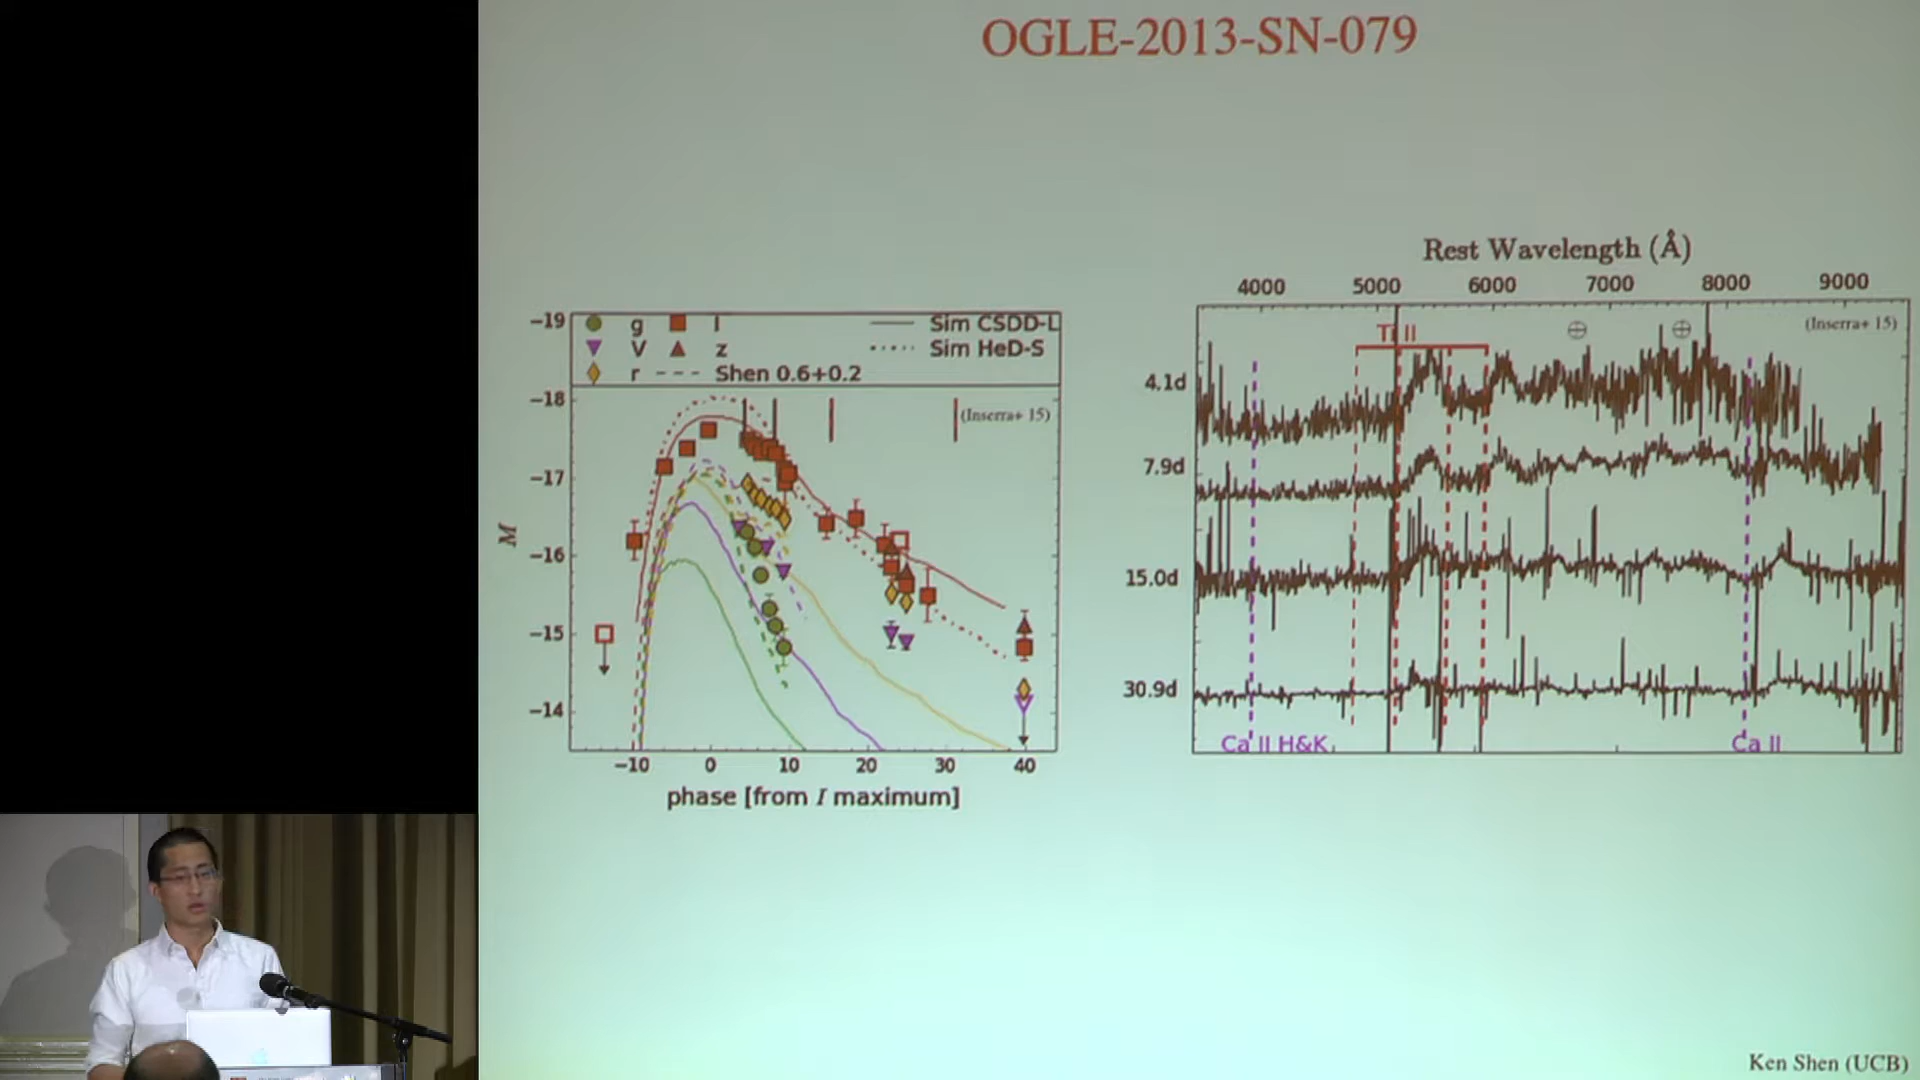 OGLE-2013-SN-079
−19
−18
−17
−16
−15
−14
M
g I Sim CSDD-L
V z Sim HeD-S
r Shen 0.6+0.2
(Inserra+ 15)
−10 0 10 20 30 40
phase [from I maximum]
Rest Wavelength (Å)
4000 5000 6000 7000 8000 9000
Ti II
(Inserra+ 15)
4.1d
7.9d
15.0d
30.9d
Ca II H&K
Ca II
Ken Shen (UCB)